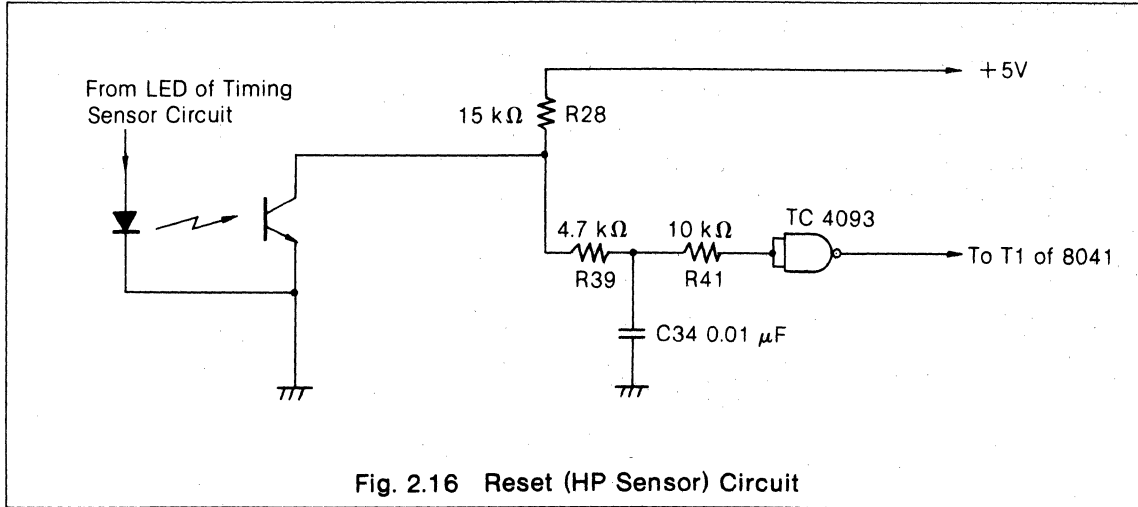 From LED of Timing
Sensor Circuit
+5V
15 kΩ
R28
4.7 kΩ
10 kΩ
TC 4093
R39
R41
To T1 of 8041
C34 0.01 μF
Fig. 2.16 Reset (HP Sensor) Circuit